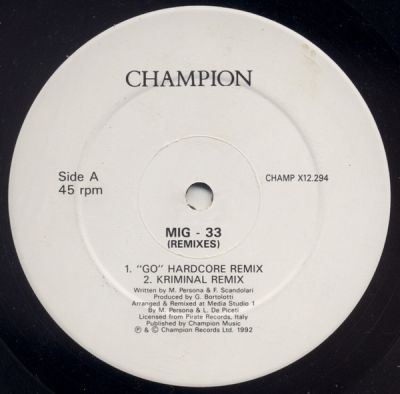 CHAMPION
Side A
45 rpm
CHAMP X12.294
MIG - 33
(REMIXES)
1. "GO" HARDCORE REMIX
2. KRIMINAL REMIX
Written by M. Persona & F. Scandolari
Produced by G. Bortolotti
Arranged & Remixed at Media Studio 1
By M. Persona & L. De Piceti
Licensed from Pirate Records, Italy
Published by Champion Music
℗ & © Champion Records Ltd. 1992